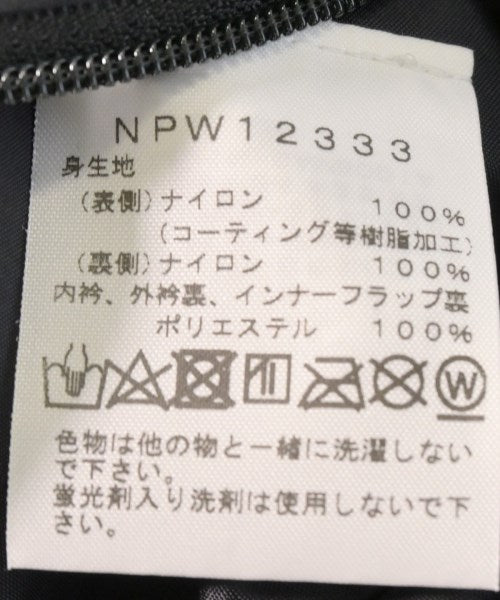 NPW12333
身生地
(表側)ナイロン 100%
(コーティング等樹脂加工)
(裏側)ナイロン 100%
内衿、外衿裏、インナーフラップ裏
ポリエステル 100%
W
色物は他の物と一緒に洗濯しない
で下さい。
蛍光剤入り洗剤は使用しないで下
さい。